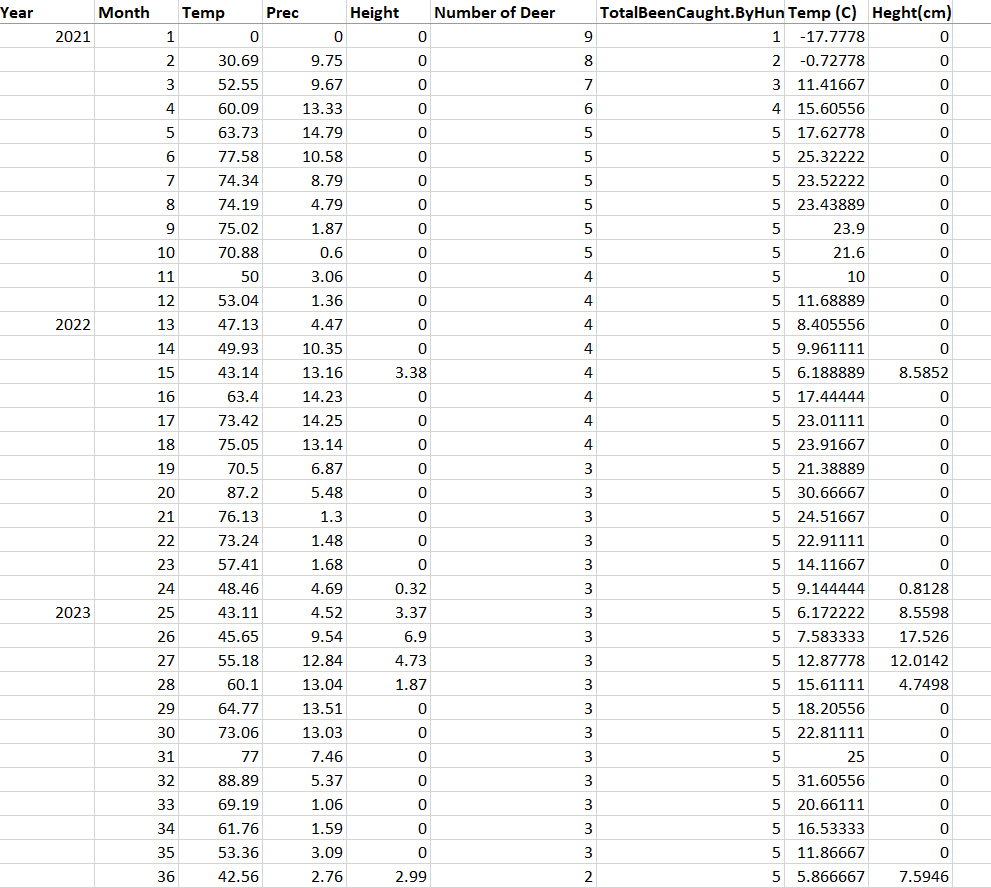 Year Month Temp Prec Height Number of Deer TotalBeenCaught.ByHun Temp (C) Heght(cm)
2021 1 0 0 0 9 1 -17.7778 0
2 30.69 9.75 0 8 2 -0.72778 0
3 52.55 9.67 0 7 3 11.41667 0
4 60.09 13.33 0 6 4 15.60556 0
5 63.73 14.79 0 5 5 17.62778 0
6 77.58 10.58 0 5 5 25.32222 0
7 74.34 8.79 0 5 5 23.52222 0
8 74.19 4.79 0 5 5 23.43889 0
9 75.02 1.87 0 5 5 23.9 0
10 70.88 0.6 0 5 5 21.6 0
11 50 3.06 0 4 5 10 0
12 53.04 1.36 0 4 5 11.68889 0
2022 13 47.13 4.47 0 4 5 8.405556 0
14 49.93 10.35 0 4 5 9.961111 0
15 43.14 13.16 3.38 4 5 6.188889 8.5852
16 63.4 14.23 0 4 5 17.44444 0
17 73.42 14.25 0 4 5 23.01111 0
18 75.05 13.14 0 4 5 23.91667 0
19 70.5 6.87 0 3 5 21.38889 0
20 87.2 5.48 0 3 5 30.66667 0
21 76.13 1.3 0 3 5 24.51667 0
22 73.24 1.48 0 3 5 22.91111 0
23 57.41 1.68 0 3 5 14.11667 0
24 48.46 4.69 0.32 3 5 9.144444 0.8128
2023 25 43.11 4.52 3.37 3 5 6.172222 8.5598
26 45.65 9.54 6.9 3 5 7.583333 17.526
27 55.18 12.84 4.73 3 5 12.87778 12.0142
28 60.1 13.04 1.87 3 5 15.61111 4.7498
29 64.77 13.51 0 3 5 18.20556 0
30 73.06 13.03 0 3 5 22.81111 0
31 77 7.46 0 3 5 25 0
32 88.89 5.37 0 3 5 31.60556 0
33 69.19 1.06 0 3 5 20.66111 0
34 61.76 1.59 0 3 5 16.53333 0
35 53.36 3.09 0 3 5 11.86667 0
36 42.56 2.76 2.99 2 5 5.866667 7.5946